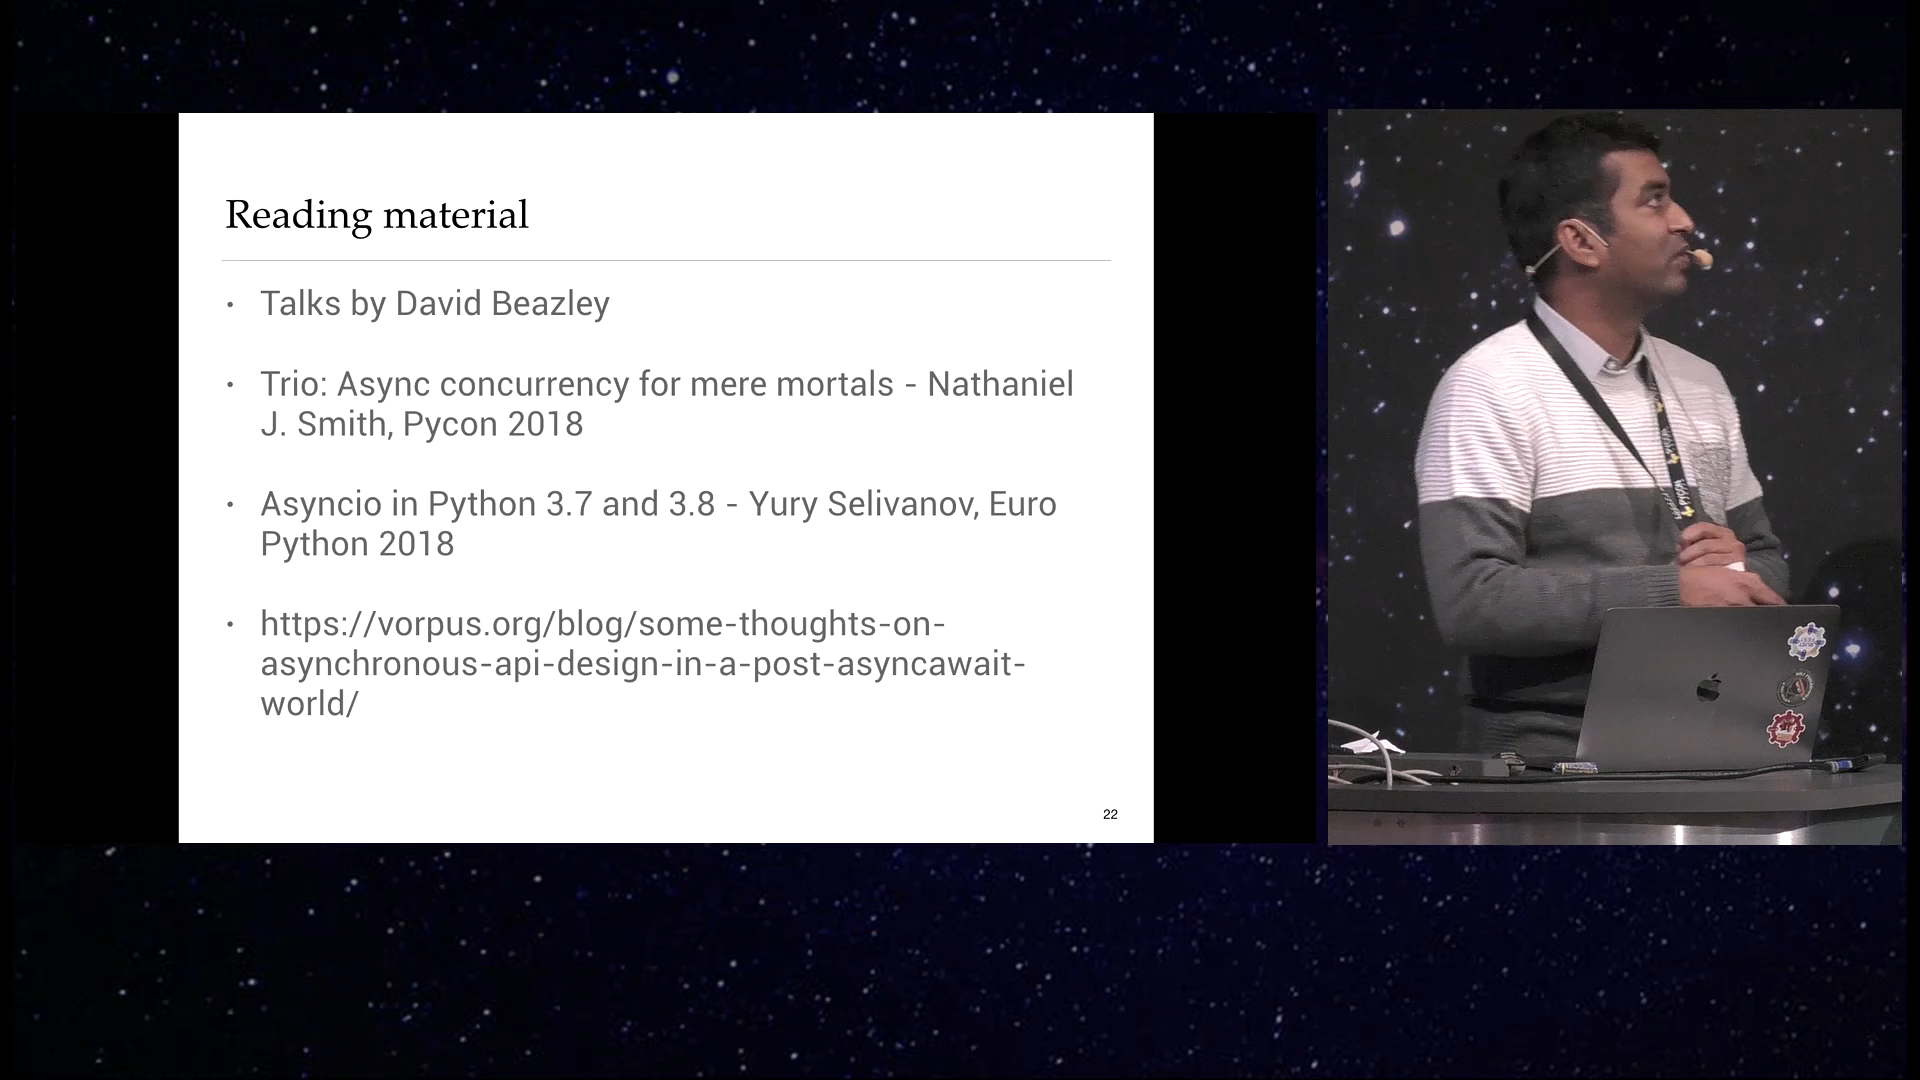 Reading material
• Talks by David Beazley
• Trio: Async concurrency for mere mortals - Nathaniel
J. Smith, Pycon 2018
• Asyncio in Python 3.7 and 3.8 - Yury Selivanov, Euro
Python 2018
• https://vorpus.org/blog/some-thoughts-on-
asynchronous-api-design-in-a-post-asyncawait-
world/
22